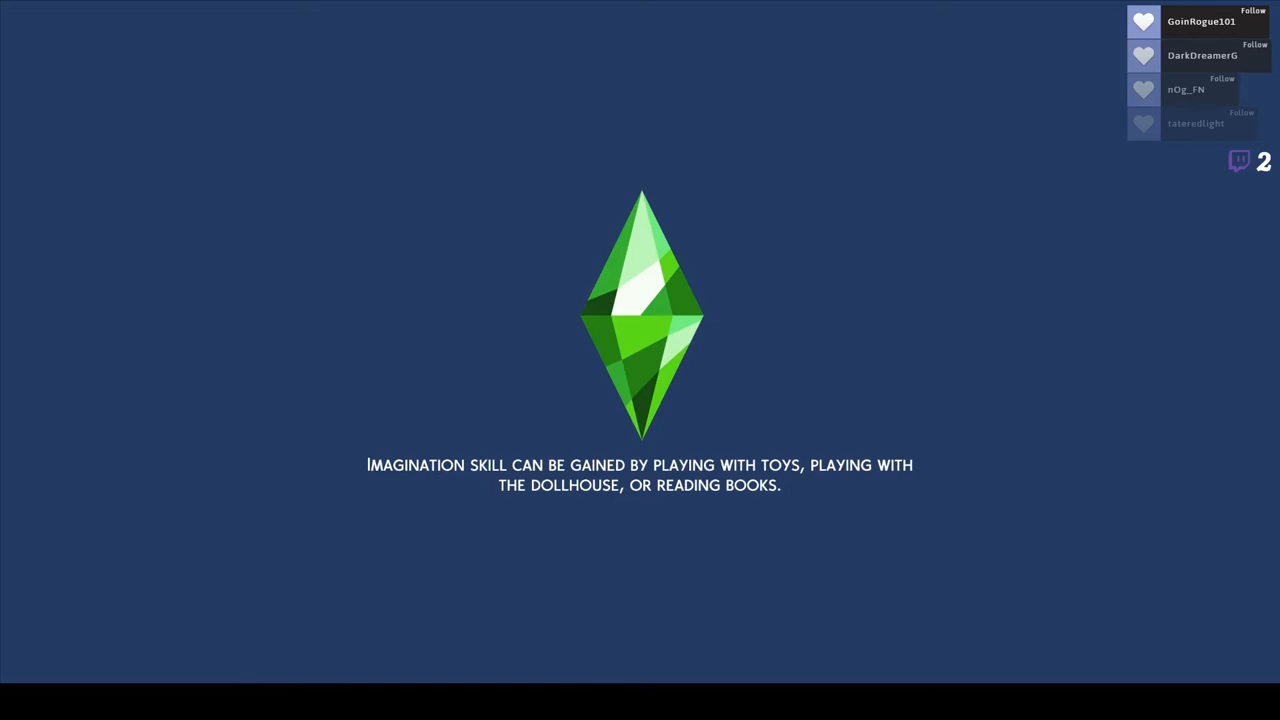 Follow
GoinRogue101
Follow
DarkDreamerG
Follow
nOg_FN
Follow
tateredlight
2
IMAGINATION SKILL CAN BE GAINED BY PLAYING WITH TOYS, PLAYING WITH
THE DOLLHOUSE, OR READING BOOKS.